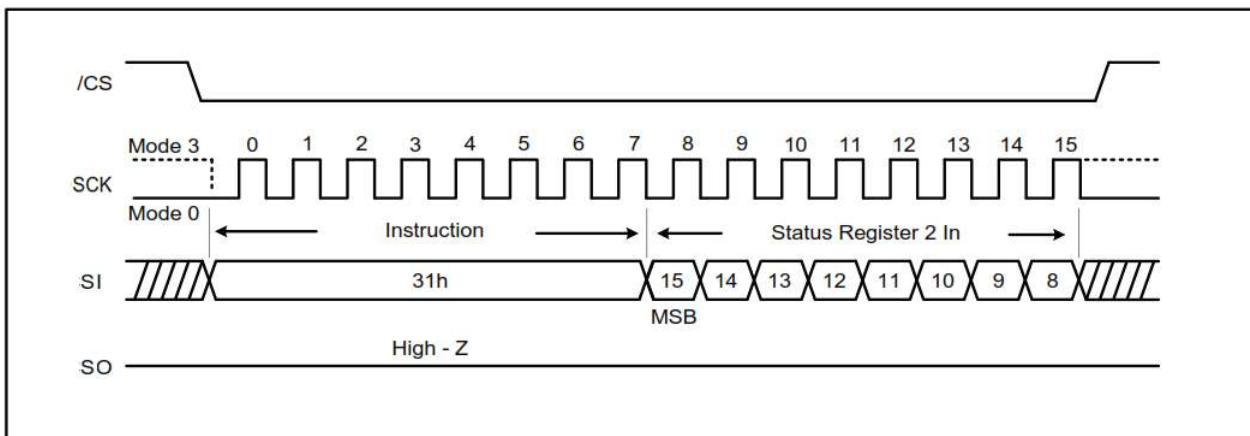 /CS
Mode 3 0 1 2 3 4 5 6 7 8 9 10 11 12 13 14 15
SCK
Mode 0
Instruction Status Register 2 In
SI 31h 15 14 13 12 11 10 9 8
MSB
High - Z
SO